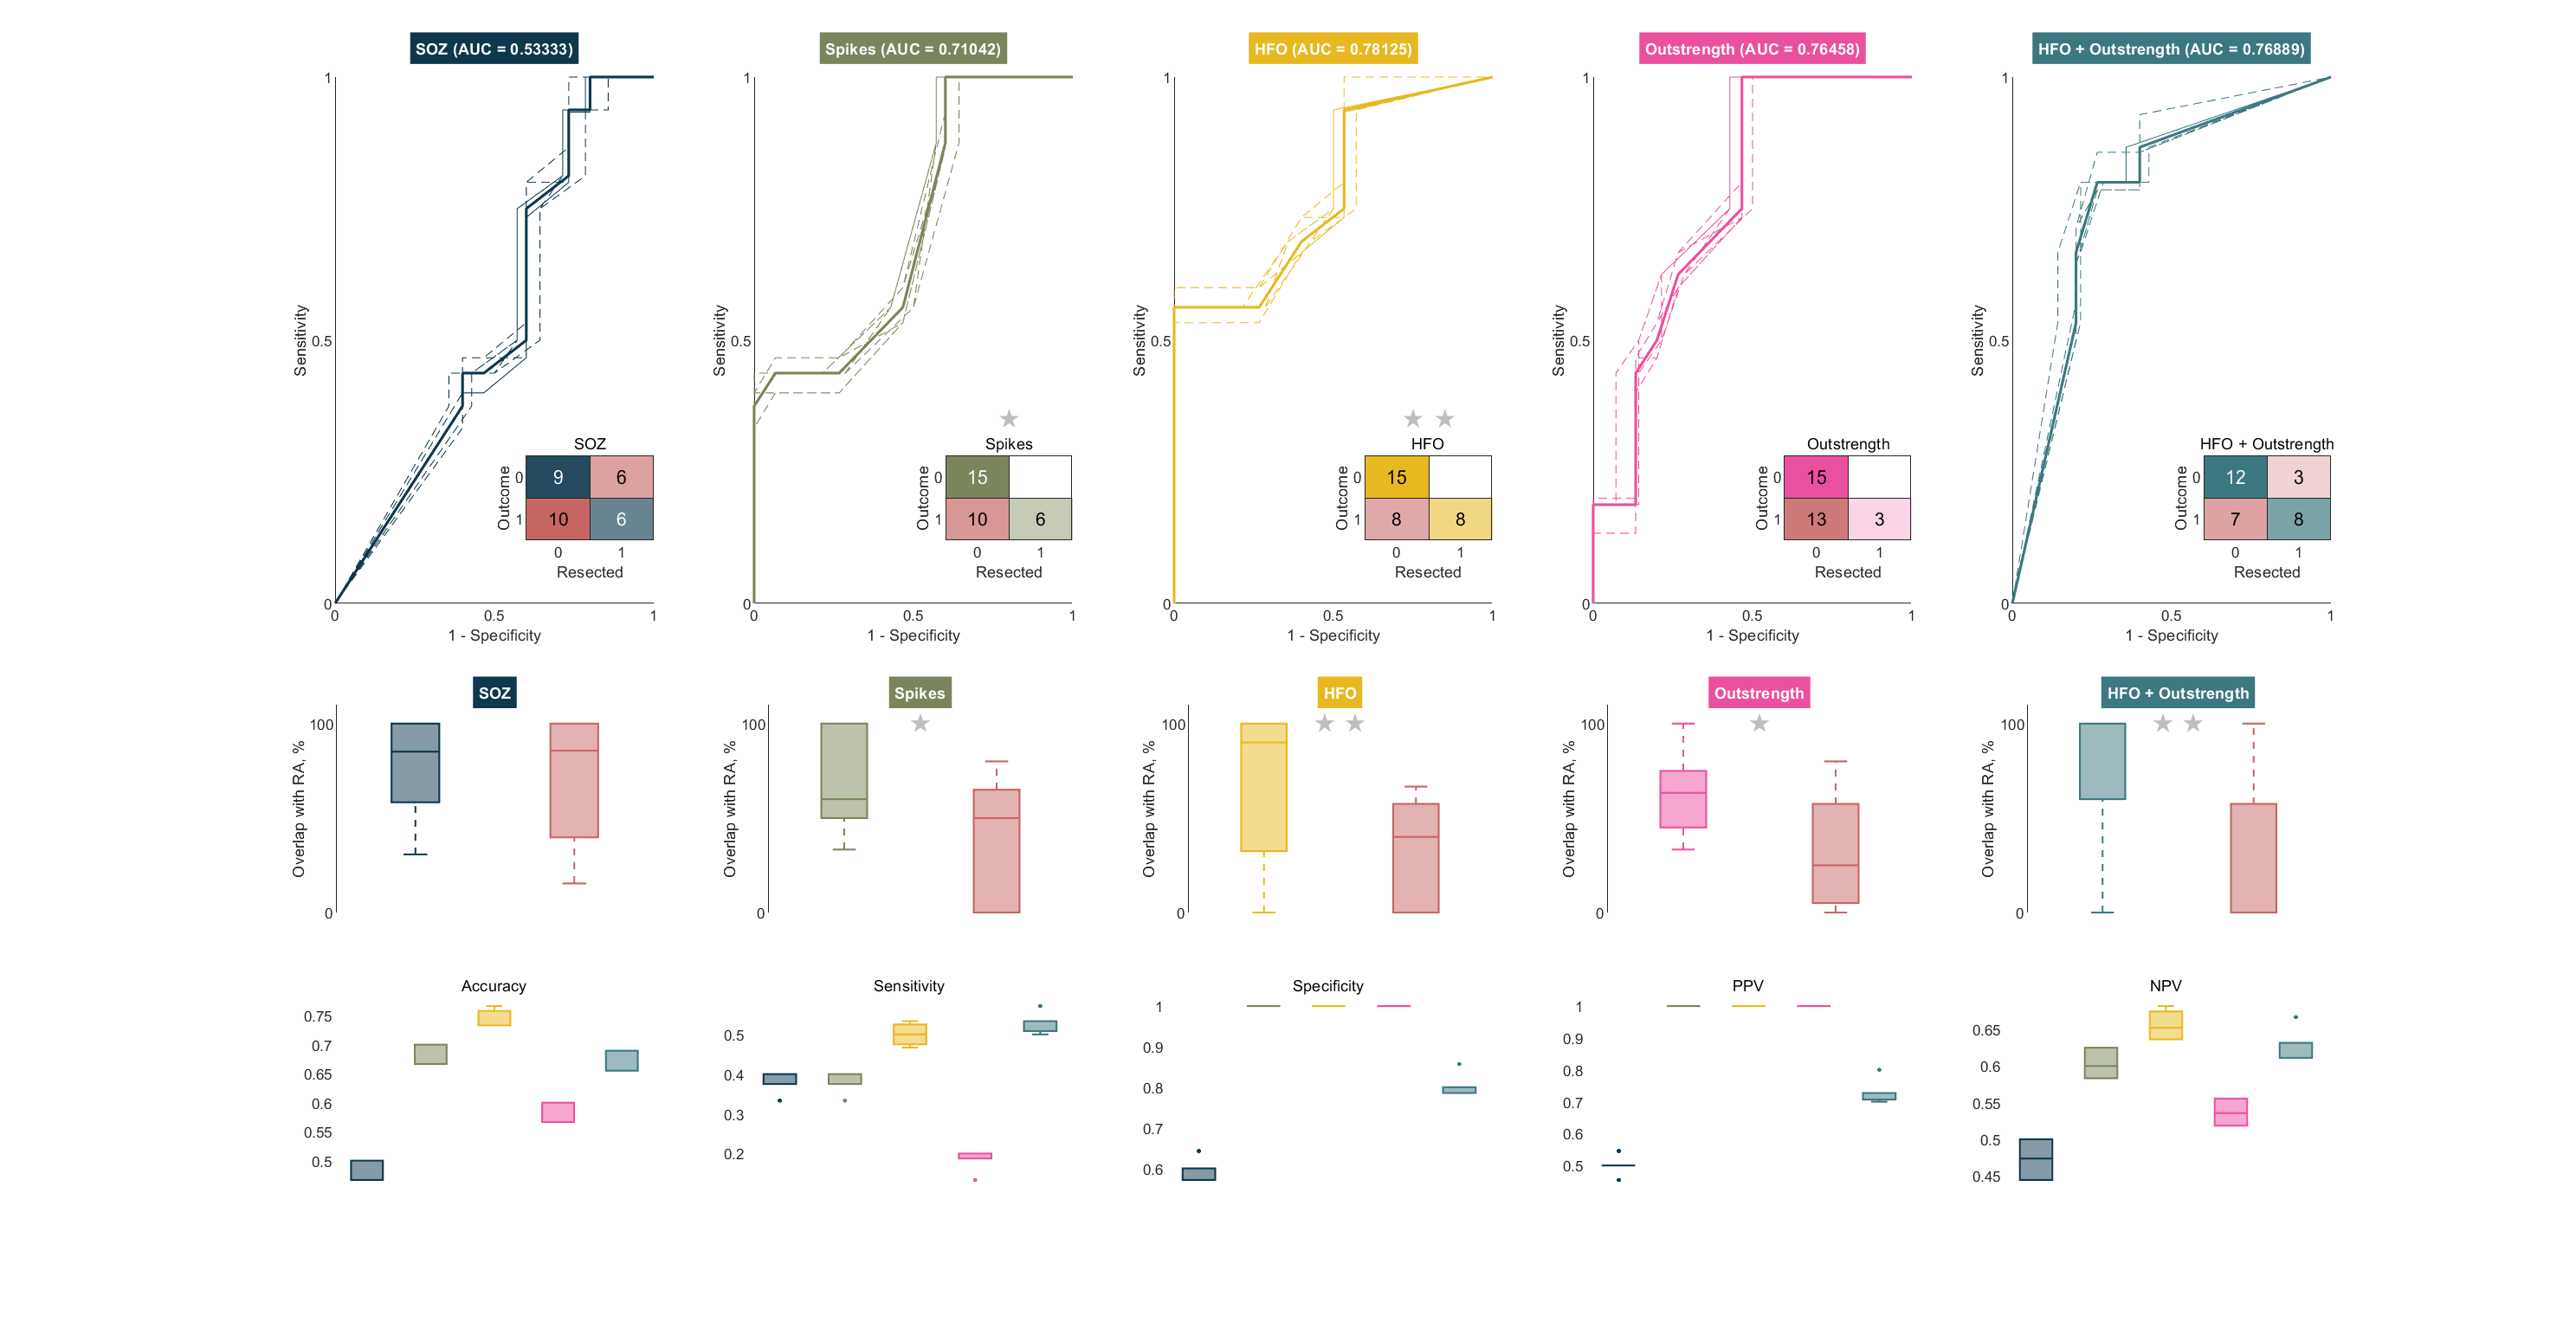 SOZ (AUC = 0.53333)
Spikes (AUC = 0.71042)
HFO (AUC = 0.78125)
Outstrength (AUC = 0.76458)
HFO + Outstrength (AUC = 0.76889)
1
0.5
0
Sensitivity
0 0.5 1
1 - Specificity
SOZ
Outcome
0 9 6
1 10 6
0 1
Resected
1
0.5
0
Sensitivity
0 0.5 1
1 - Specificity
Spikes
Outcome
0 15
1 10 6
0 1
Resected
1
0.5
0
Sensitivity
0 0.5 1
1 - Specificity
HFO
Outcome
0 15
1 8 8
0 1
Resected
1
0.5
0
Sensitivity
0 0.5 1
1 - Specificity
Outstrength
Outcome
0 15
1 13 3
0 1
Resected
1
0.5
0
Sensitivity
0 0.5 1
1 - Specificity
HFO + Outstrength
Outcome
0 12 3
1 7 8
0 1
Resected
SOZ
100
0
Overlap with RA, %
Spikes
100
0
Overlap with RA, %
HFO
100
0
Overlap with RA, %
Outstrength
100
0
Overlap with RA, %
HFO + Outstrength
100
0
Overlap with RA, %
Accuracy
0.75
0.7
0.65
0.6
0.55
0.5
Sensitivity
0.5
0.4
0.3
0.2
Specificity
1
0.9
0.8
0.7
0.6
PPV
1
0.9
0.8
0.7
0.6
0.5
NPV
0.65
0.6
0.55
0.5
0.45